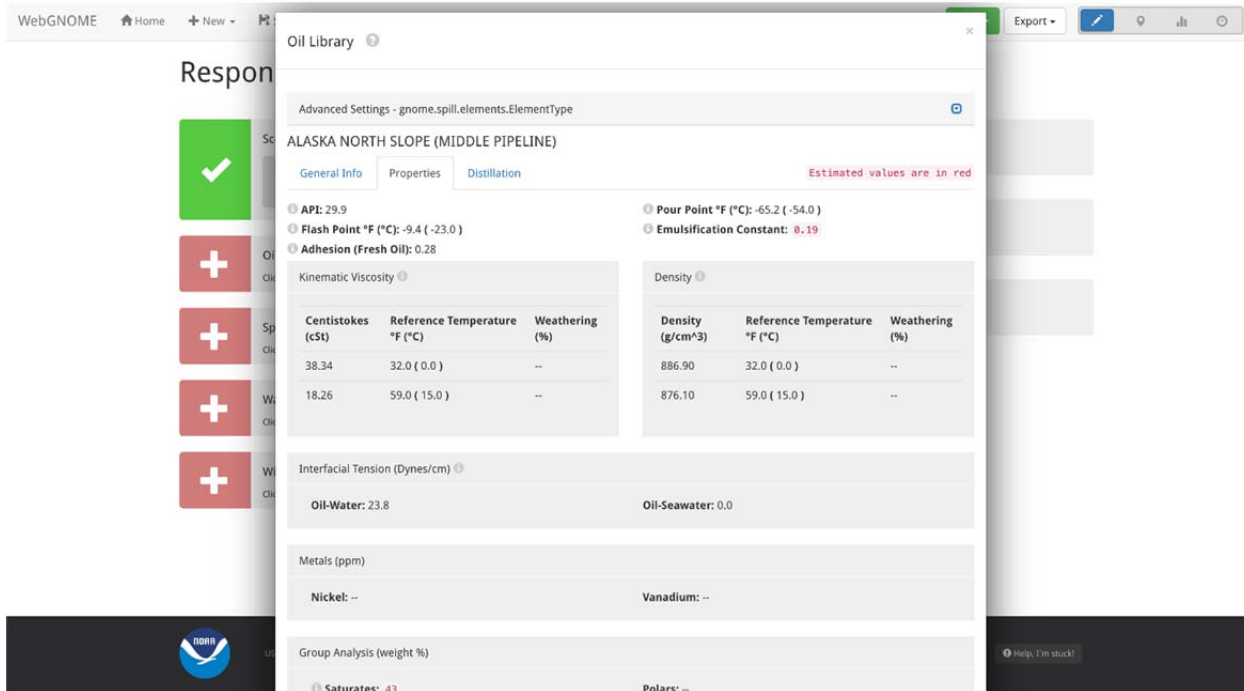 WebGNOME Home + New Export
Oil Library
×
Respon
Advanced Settings - gnome.spill.elements.ElementType
ALASKA NORTH SLOPE (MIDDLE PIPELINE)
General Info Properties Distillation Estimated values are in red
API: 29.9 Pour Point °F (°C): -65.2 ( -54.0 )
Flash Point °F (°C): -9.4 ( -23.0 ) Emulsification Constant: 0.19
Adhesion (Fresh Oil): 0.28
Kinematic Viscosity Density
Centistokes Reference Temperature Weathering Density Reference Temperature Weathering
(cSt) °F (°C) (%) (g/cm^3) °F (°C) (%)
38.34 32.0 ( 0.0 ) -- 886.90 32.0 ( 0.0 ) --
18.26 59.0 ( 15.0 ) -- 876.10 59.0 ( 15.0 ) --
Interfacial Tension (Dynes/cm)
Oil-Water: 23.8 Oil-Seawater: 0.0
Metals (ppm)
Nickel: -- Vanadium: --
NOAA
US
Group Analysis (weight %)
Help, I'm stuck!
Saturates: 43 Polars: --